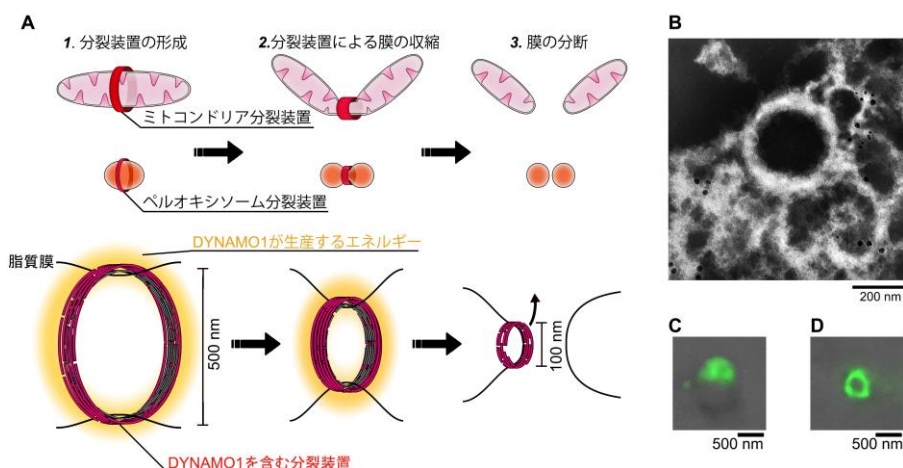 A
1. 分裂装置の形成
2.分裂装置による膜の収縮
3. 膜の分断
ミトコンドリア分裂装置
ペルオキシソーム分裂装置
DYNAMO1が生産するエネルギー
脂質膜
500 nm
100 nm
DYNAMO1を含む分裂装置
B
200 nm
C
500 nm
D
500 nm